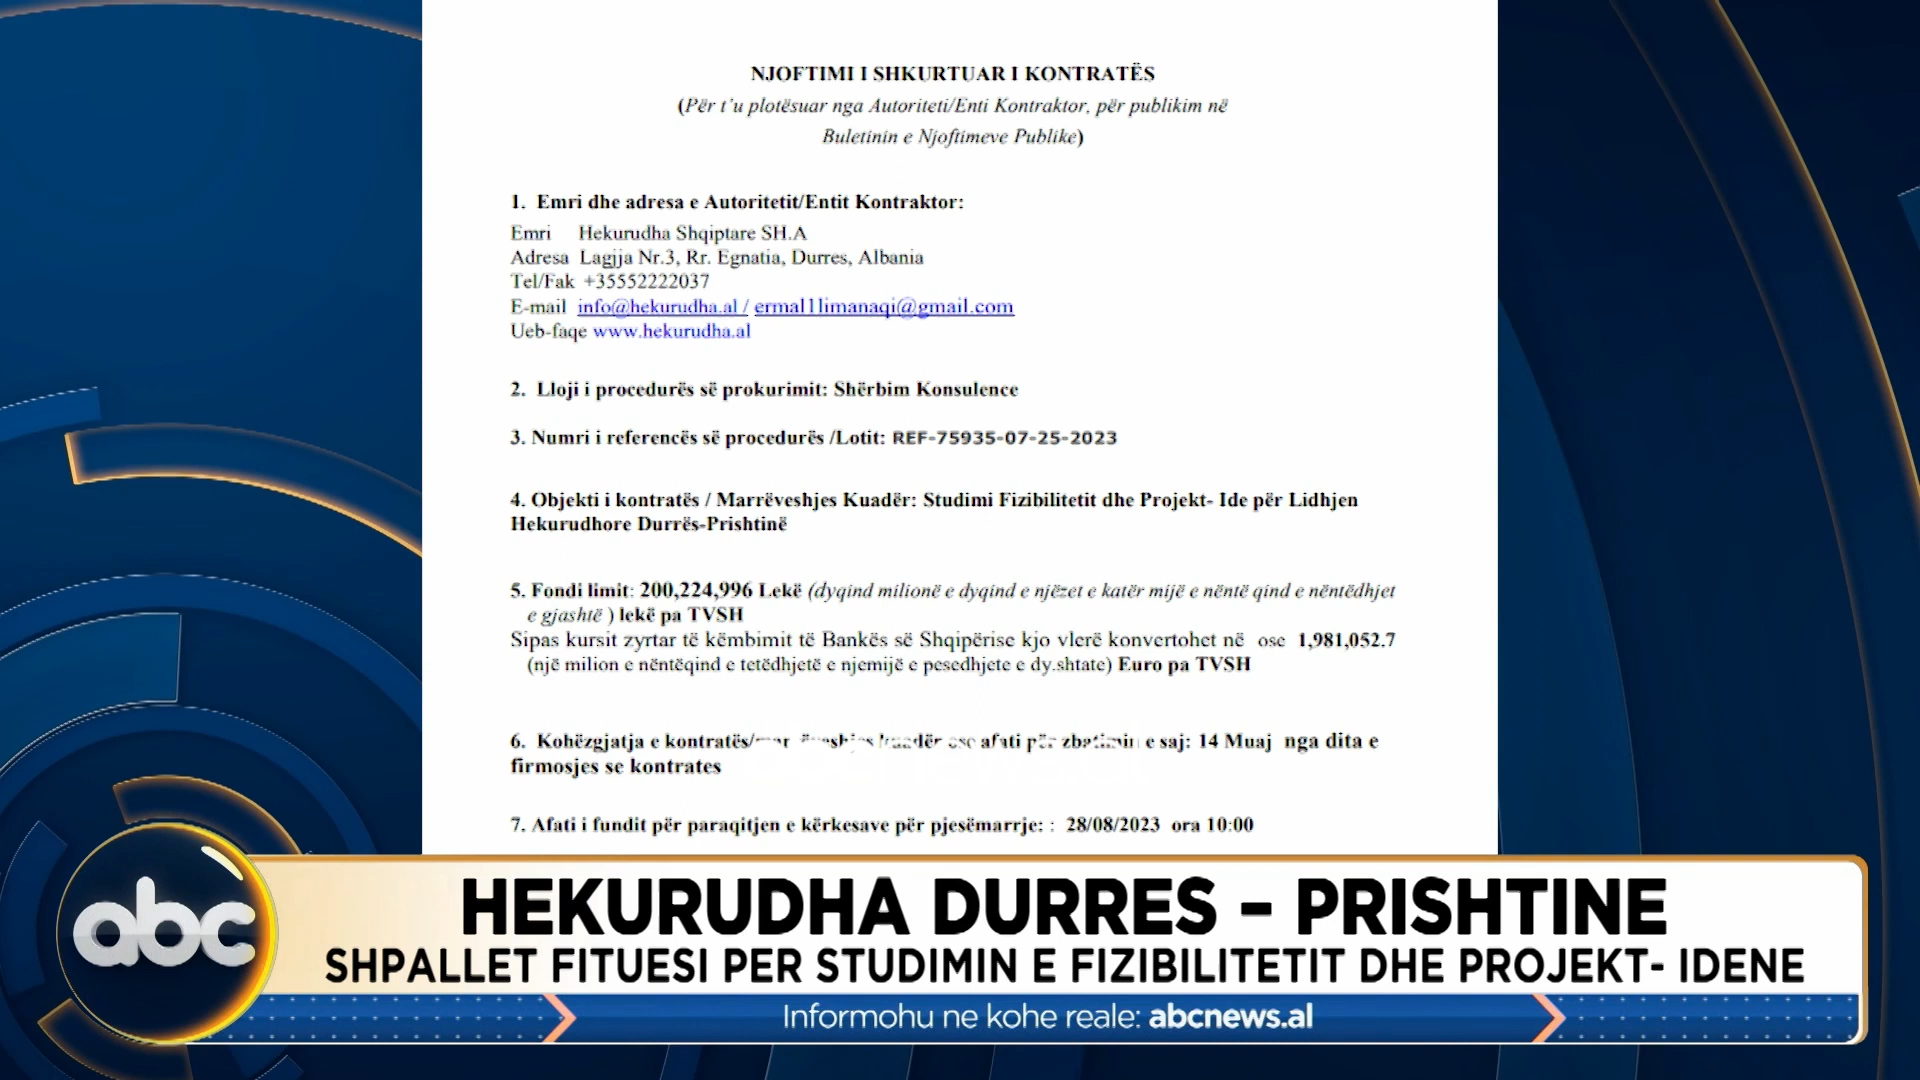 NJOFTIMI I SHKURTUAR I KONTRATËS
(Për t'u plotësuar nga Autoriteti/Enti Kontraktor, për publikim në
Buletinin e Njoftimeve Publike)
1. Emri dhe adresa e Autoritetit/Entit Kontraktor:
Emri Hekurudha Shqiptare SH.A
Adresa Lagjja Nr.3, Rr. Egnatia, Durres, Albania
Tel/Fak +35552222037
E-mail info@hekurudha.al / ermal1limanaqi@gmail.com
Ueb-faqe www.hekurudha.al
2. Lloji i procedurës së prokurimit: Shërbim Konsulence
3. Numri i referencës së procedurës /Lotit: REF-75935-07-25-2023
4. Objekti i kontratës / Marrëveshjes Kuadër: Studimi Fizibilitetit dhe Projekt- Ide për Lidhjen
Hekurudhore Durrës-Prishtinë
5. Fondi limit: 200,224,996 Lekë (dyqind milionë e dyqind e njëzet e katër mijë e nëntë qind e nëntëdhjet
e gjashtë ) lekë pa TVSH
Sipas kursit zyrtar të këmbimit të Bankës së Shqipërise kjo vlerë konvertohet në ose 1,981,052.7
(një milion e nëntëqind e tetëdhjetë e njemijë e pesedhjete e dy.shtate) Euro pa TVSH
6. Kohëzgjatja e kontratës/marrëveshjes kuadër ose afati për zbatimin e saj: 14 Muaj nga dita e
firmosjes se kontrates
7. Afati i fundit për paraqitjen e kërkesave për pjesëmarrje: : 28/08/2023 ora 10:00
abc
HEKURUDHA DURRES – PRISHTINE
SHPALLET FITUESI PER STUDIMIN E FIZIBILITETIT DHE PROJEKT- IDENE
Informohu ne kohe reale: abcnews.al